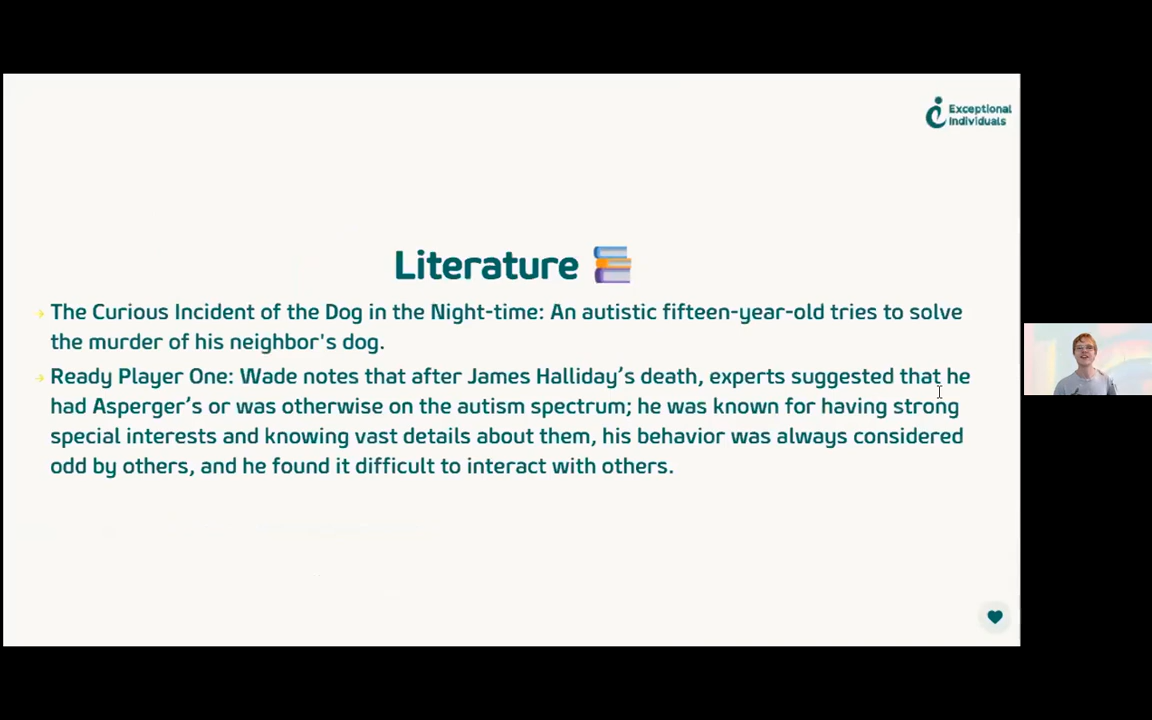 Exceptional
Individuals
Literature
The Curious Incident of the Dog in the Night-time: An autistic fifteen-year-old tries to solve
the murder of his neighbor's dog.
Ready Player One: Wade notes that after James Halliday’s death, experts suggested that he
had Asperger’s or was otherwise on the autism spectrum; he was known for having strong
special interests and knowing vast details about them, his behavior was always considered
odd by others, and he found it difficult to interact with others.